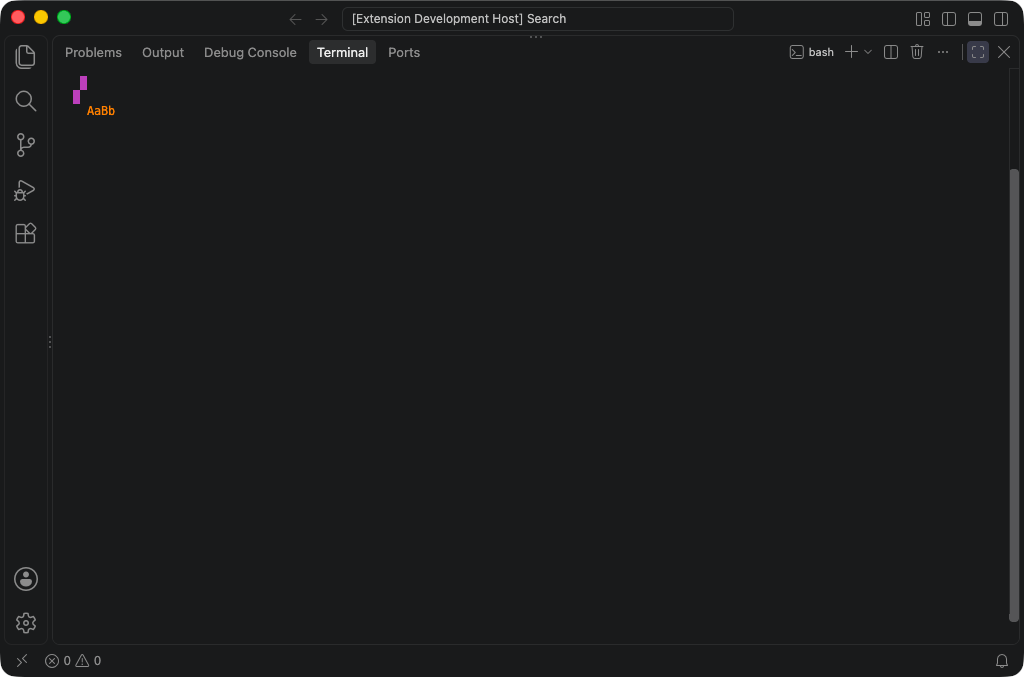 [Extension Development Host] Search
Problems Output Debug Console Terminal Ports bash
AaBb
0 0